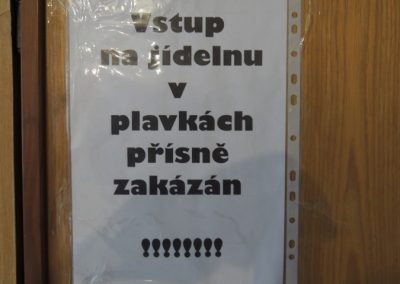 Vstup
na jídelnu
v
plavkách
přísně
zakázán
!!!!!!!!